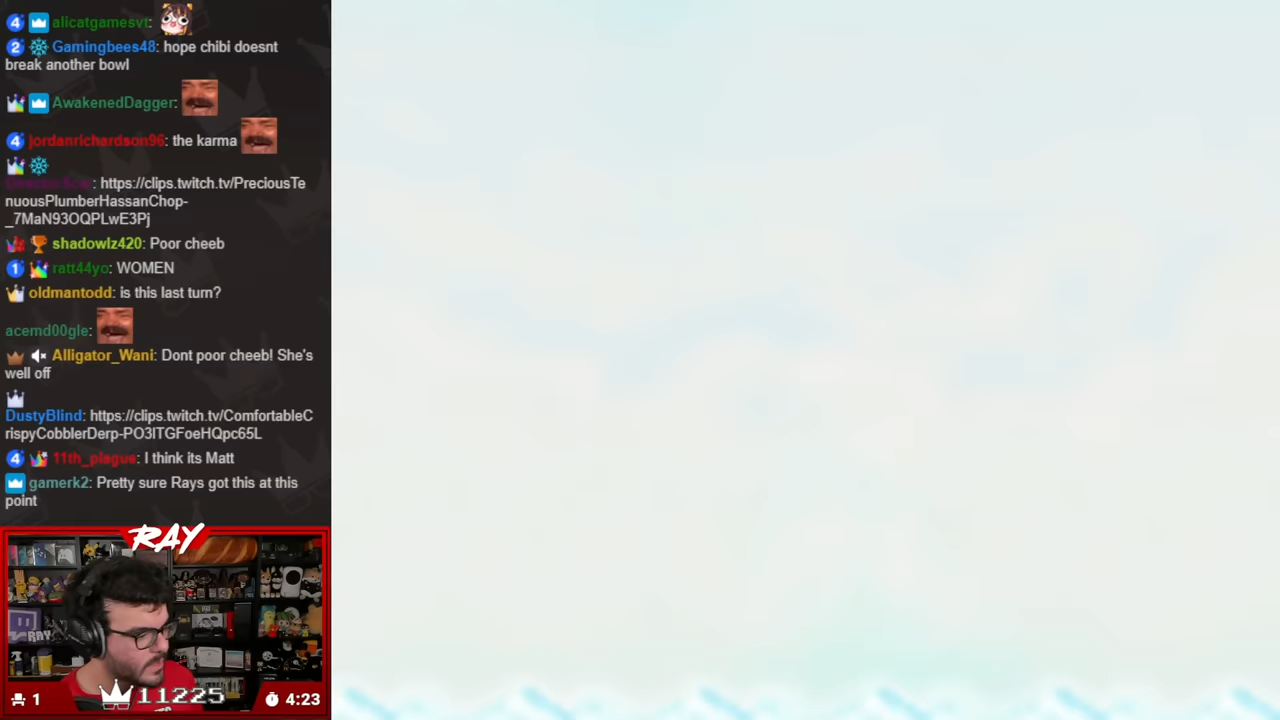 4 alicatgamesvt:
2 Gamingbees48: hope chibi doesnt
break another bowl
AwakenedDagger:
4 jordanrichardson96: the karma
: https://clips.twitch.tv/PreciousTe
nuousPlumberHassanChop-
_7MaN93OQPLwE3Pj
shadowlz420: Poor cheeb
1 ratt44yo: WOMEN
oldmantodd: is this last turn?
acemd00gle:
Alligator_Wani: Dont poor cheeb! She's
well off
DustyBlind: https://clips.twitch.tv/ComfortableC
rispyCobblerDerp-PO3lTGFoeHQpc65L
4 11th_plague: I think its Matt
gamerk2: Pretty sure Rays got this at this
point
RAY
RAY
1 11225 4:23